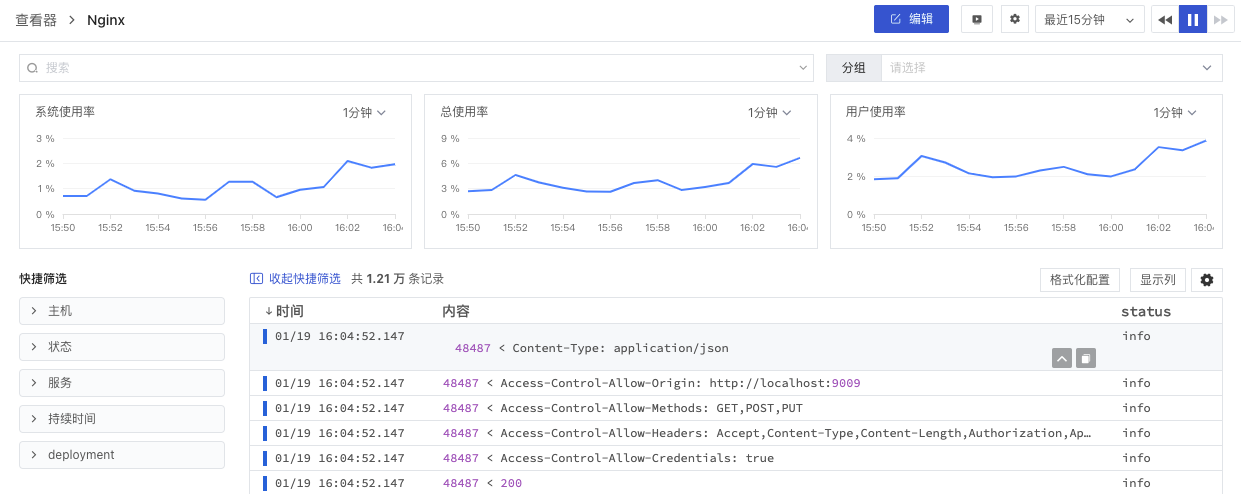 查看器 > Nginx 编辑 最近15分钟
搜索 分组 请选择
系统使用率 1分钟
3 %
2 %
1 %
0 %
15:50 15:52 15:54 15:56 15:58 16:00 16:02 16:04
总使用率 1分钟
9 %
6 %
3 %
0 %
15:50 15:52 15:54 15:56 15:58 16:00 16:02 16:04
用户使用率 1分钟
4 %
2 %
0 %
15:50 15:52 15:54 15:56 15:58 16:00 16:02 16:04
快捷筛选
主机
状态
服务
持续时间
deployment
收起快捷筛选 共 1.21 万 条记录 格式化配置 显示列
↓时间 内容 status
01/19 16:04:52.147 48487 < Content-Type: application/json info
01/19 16:04:52.147 48487 < Access-Control-Allow-Origin: http://localhost:9009 info
01/19 16:04:52.147 48487 < Access-Control-Allow-Methods: GET,POST,PUT info
01/19 16:04:52.147 48487 < Access-Control-Allow-Headers: Accept,Content-Type,Content-Length,Authorization,Ap… info
01/19 16:04:52.147 48487 < Access-Control-Allow-Credentials: true info
01/19 16:04:52.147 48487 < 200 info